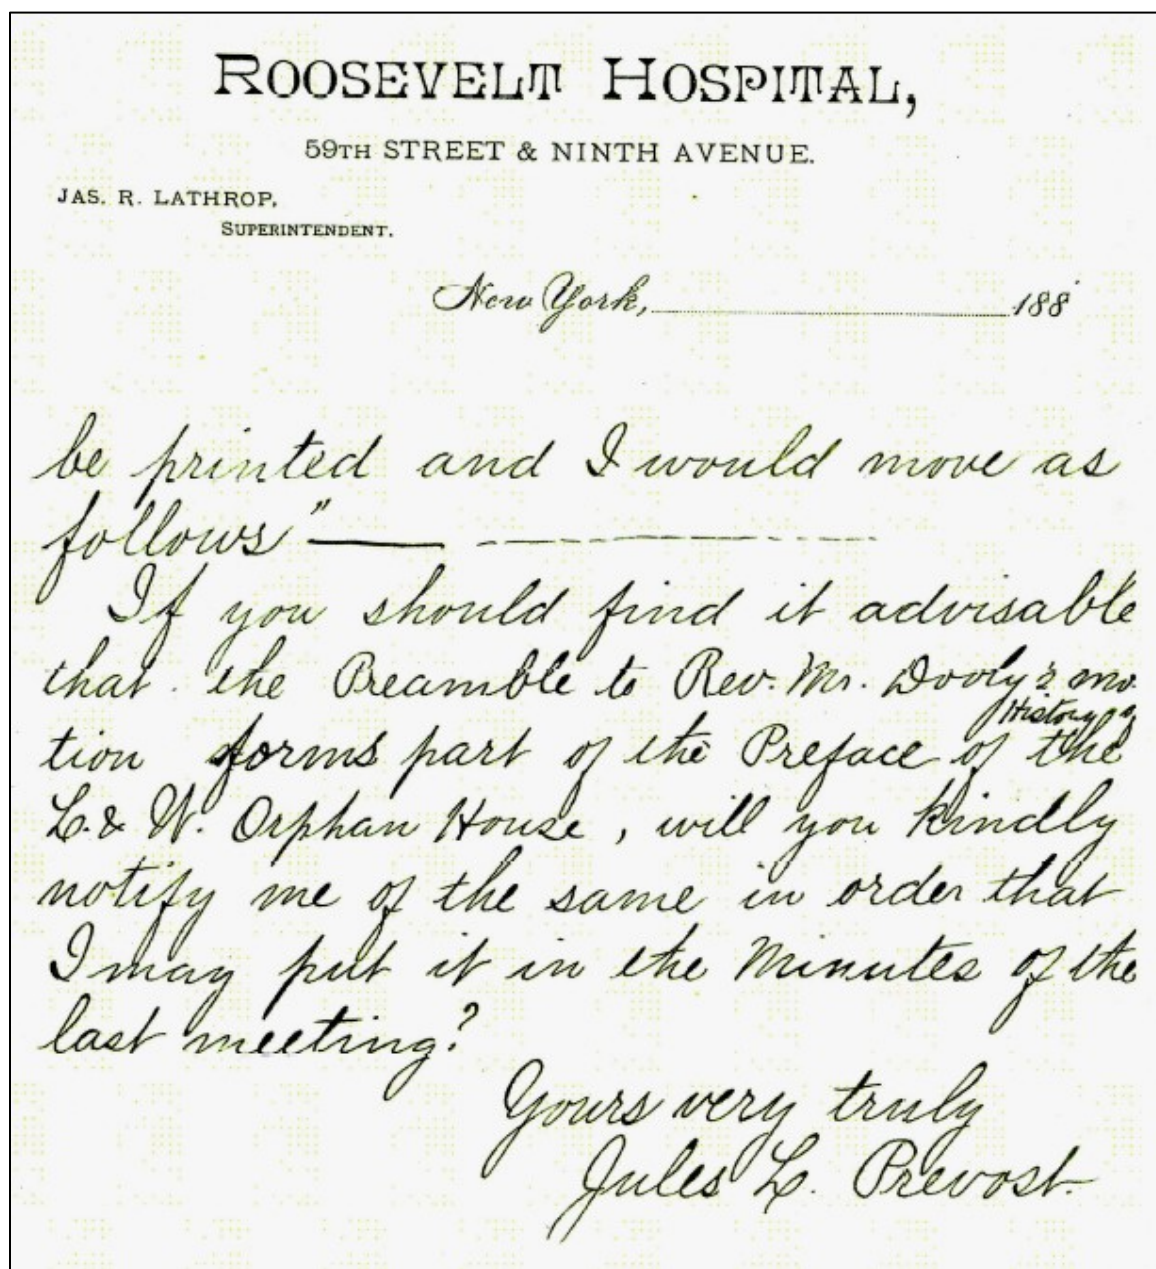 ROOSEVELT HOSPITAL,
59TH STREET & NINTH AVENUE.
JAS. R. LATHROP,
SUPERINTENDENT.
New York, 188
be printed and I would move as
follows"
If you should find it advisable
that the Preamble to Rev. Mr. Dooly's mo-
History of
tion forms part of the Preface of the
L. & W. Orphan House, will you kindly
notify me of the same in order that
I may put it in the Minutes of the
last meeting?
Yours very truly
Jules L. Prevost.